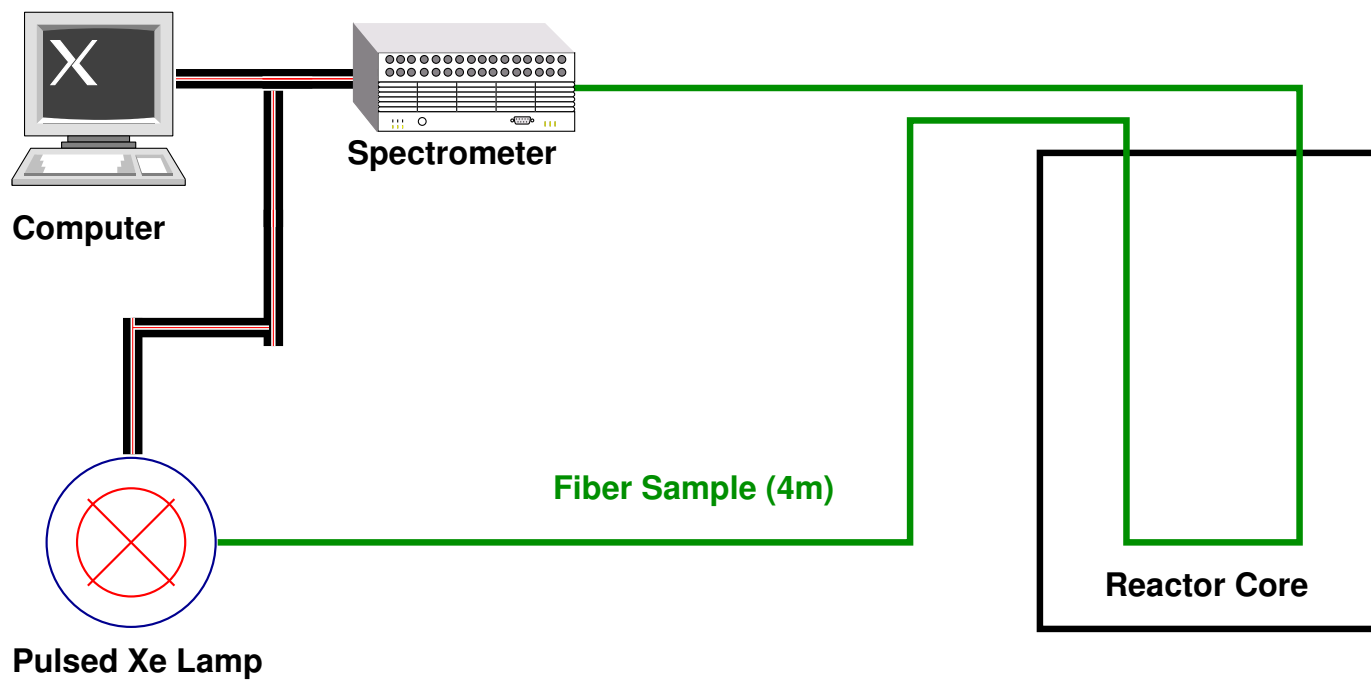 X
Spectrometer
Computer
Fiber Sample (4m)
Reactor Core
Pulsed Xe Lamp